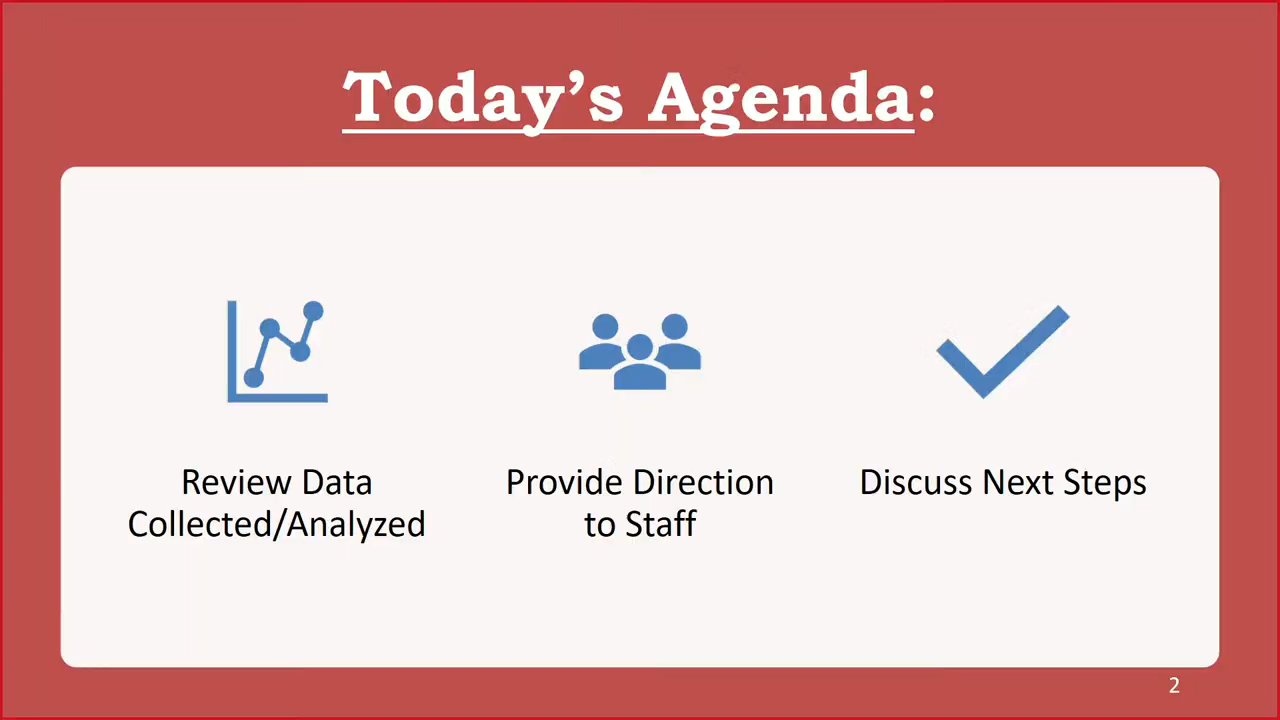 Today’s Agenda:
Review Data
Collected/Analyzed
Provide Direction
to Staff
Discuss Next Steps
2